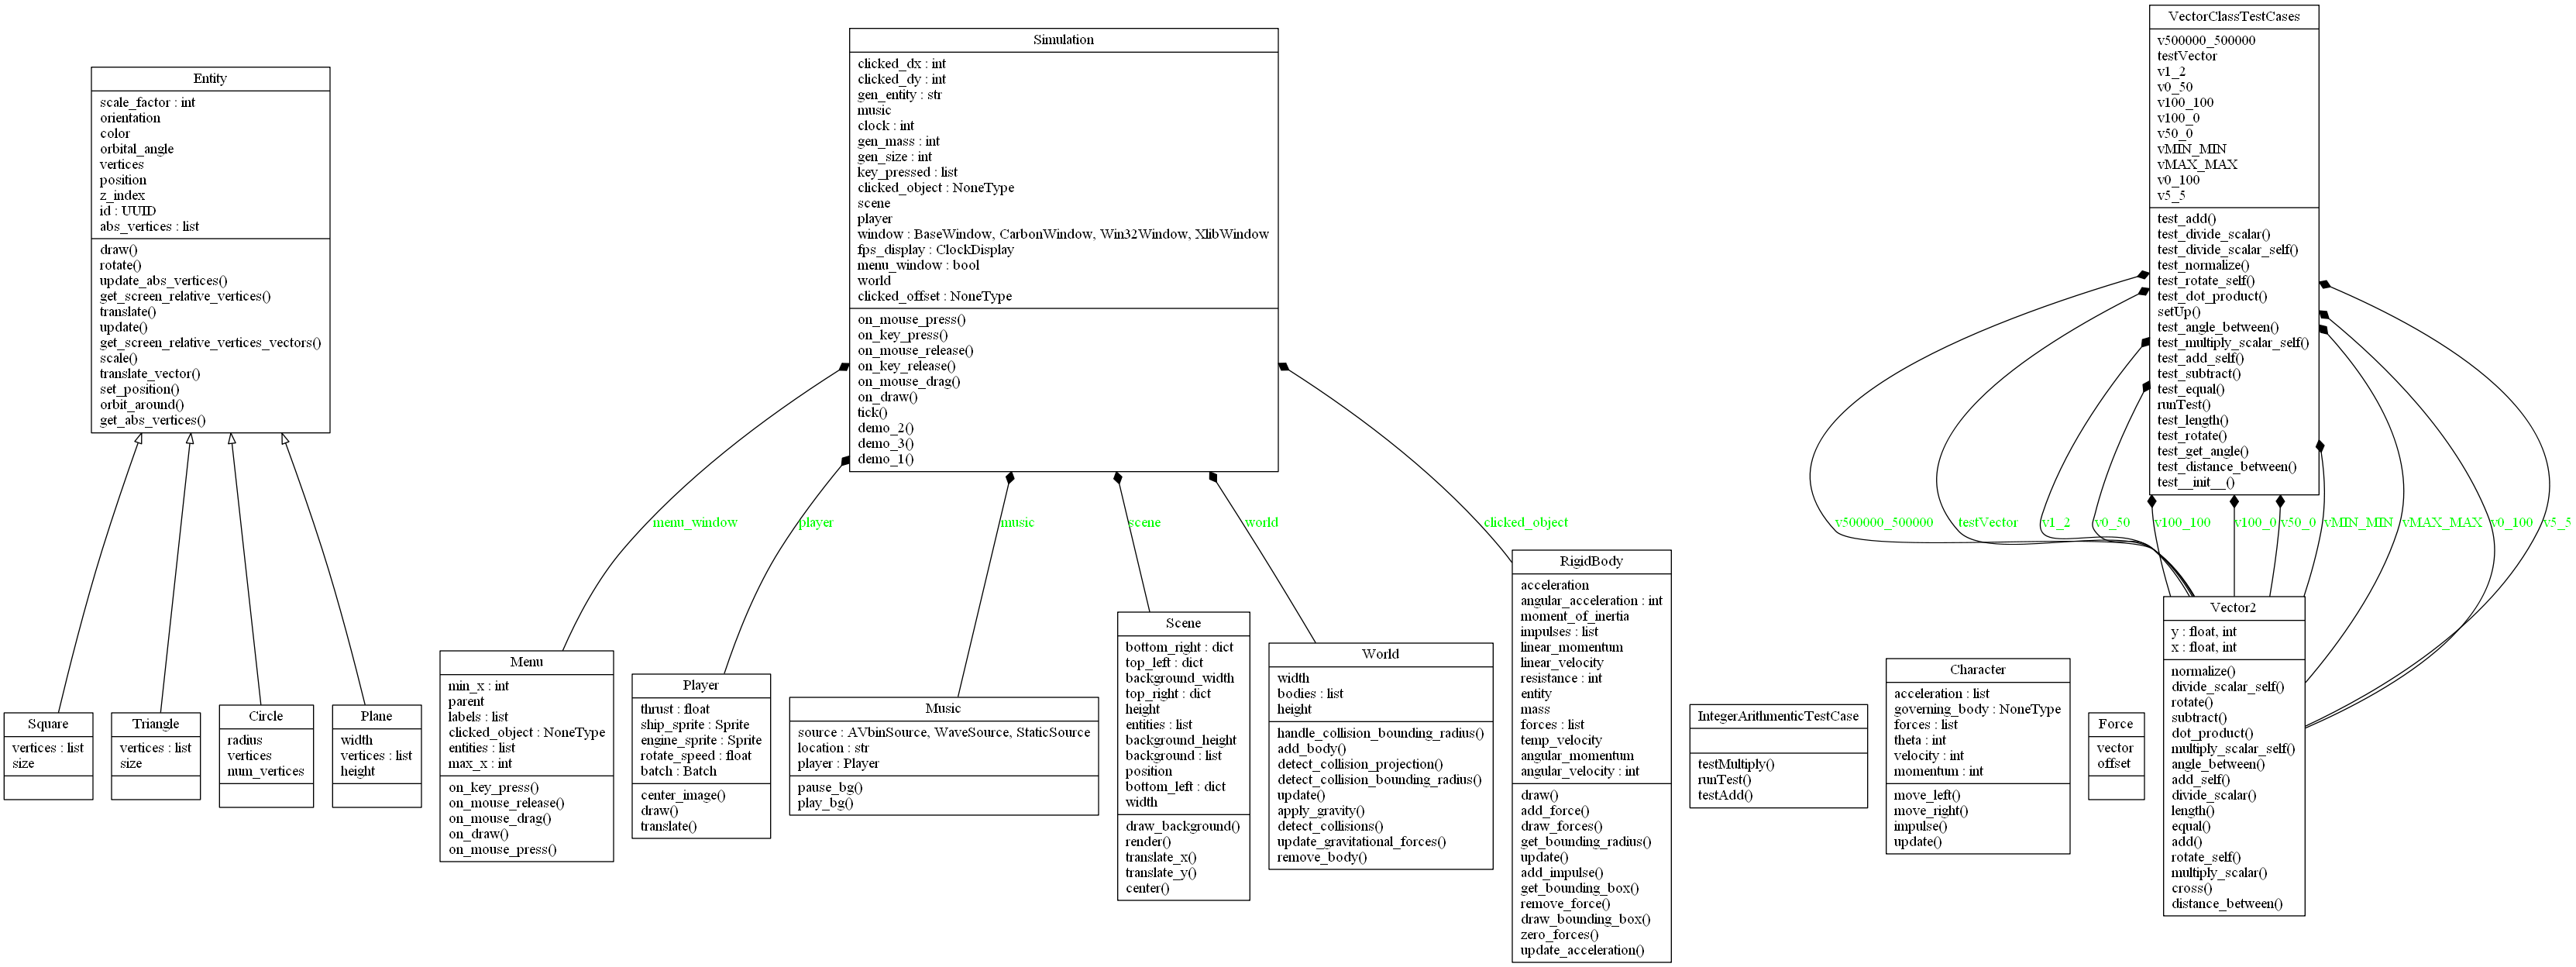 Entity
scale_factor : int
orientation
color
orbital_angle
vertices
position
z_index
id : UUID
abs_vertices : list
draw()
rotate()
update_abs_vertices()
get_screen_relative_vertices()
translate()
update()
get_screen_relative_vertices_vectors()
scale()
translate_vector()
set_position()
orbit_around()
get_abs_vertices()
Simulation
clicked_dx : int
clicked_dy : int
gen_entity : str
music
clock : int
gen_mass : int
gen_size : int
key_pressed : list
clicked_object : NoneType
scene
player
window : BaseWindow, CarbonWindow, Win32Window, XlibWindow
fps_display : ClockDisplay
menu_window : bool
world
clicked_offset : NoneType
on_mouse_press()
on_key_press()
on_mouse_release()
on_key_release()
on_mouse_drag()
on_draw()
tick()
demo_2()
demo_3()
demo_1()
VectorClassTestCases
v500000_500000
testVector
v1_2
v0_50
v100_100
v100_0
v50_0
vMIN_MIN
vMAX_MAX
v0_100
v5_5
test_add()
test_divide_scalar()
test_divide_scalar_self()
test_normalize()
test_rotate_self()
test_dot_product()
setUp()
test_angle_between()
test_multiply_scalar_self()
test_add_self()
test_subtract()
test_equal()
runTest()
test_length()
test_rotate()
test_get_angle()
test_distance_between()
test__init__()
menu_window
player
music
scene
world
clicked_object
v500000_500000
testVector
v1_2
v0_50
v100_100
v100_0
v50_0
vMIN_MIN
vMAX_MAX
v0_100
v5_5
Square
vertices : list
size
Triangle
vertices : list
size
Circle
radius
vertices
num_vertices
Plane
width
vertices : list
height
Menu
min_x : int
parent
labels : list
clicked_object : NoneType
entities : list
max_x : int
on_key_press()
on_mouse_release()
on_mouse_drag()
on_draw()
on_mouse_press()
Player
thrust : float
ship_sprite : Sprite
engine_sprite : Sprite
rotate_speed : float
batch : Batch
center_image()
draw()
translate()
Music
source : AVbinSource, WaveSource, StaticSource
location : str
player : Player
pause_bg()
play_bg()
Scene
bottom_right : dict
top_left : dict
background_width
top_right : dict
height
entities : list
background_height
background : list
position
bottom_left : dict
width
draw_background()
render()
translate_x()
translate_y()
center()
World
width
bodies : list
height
handle_collision_bounding_radius()
add_body()
detect_collision_projection()
detect_collision_bounding_radius()
update()
apply_gravity()
detect_collisions()
update_gravitational_forces()
remove_body()
RigidBody
acceleration
angular_acceleration : int
moment_of_inertia
impulses : list
linear_momentum
linear_velocity
resistance : int
entity
mass
forces : list
temp_velocity
angular_momentum
angular_velocity : int
draw()
add_force()
draw_forces()
get_bounding_radius()
update()
add_impulse()
get_bounding_box()
remove_force()
draw_bounding_box()
zero_forces()
update_acceleration()
IntegerArithmenticTestCase
testMultiply()
runTest()
testAdd()
Character
acceleration : list
governing_body : NoneType
forces : list
theta : int
velocity : int
momentum : int
move_left()
move_right()
impulse()
update()
Force
vector
offset
Vector2
y : float, int
x : float, int
normalize()
divide_scalar_self()
rotate()
subtract()
dot_product()
multiply_scalar_self()
angle_between()
add_self()
divide_scalar()
length()
equal()
add()
rotate_self()
multiply_scalar()
cross()
distance_between()